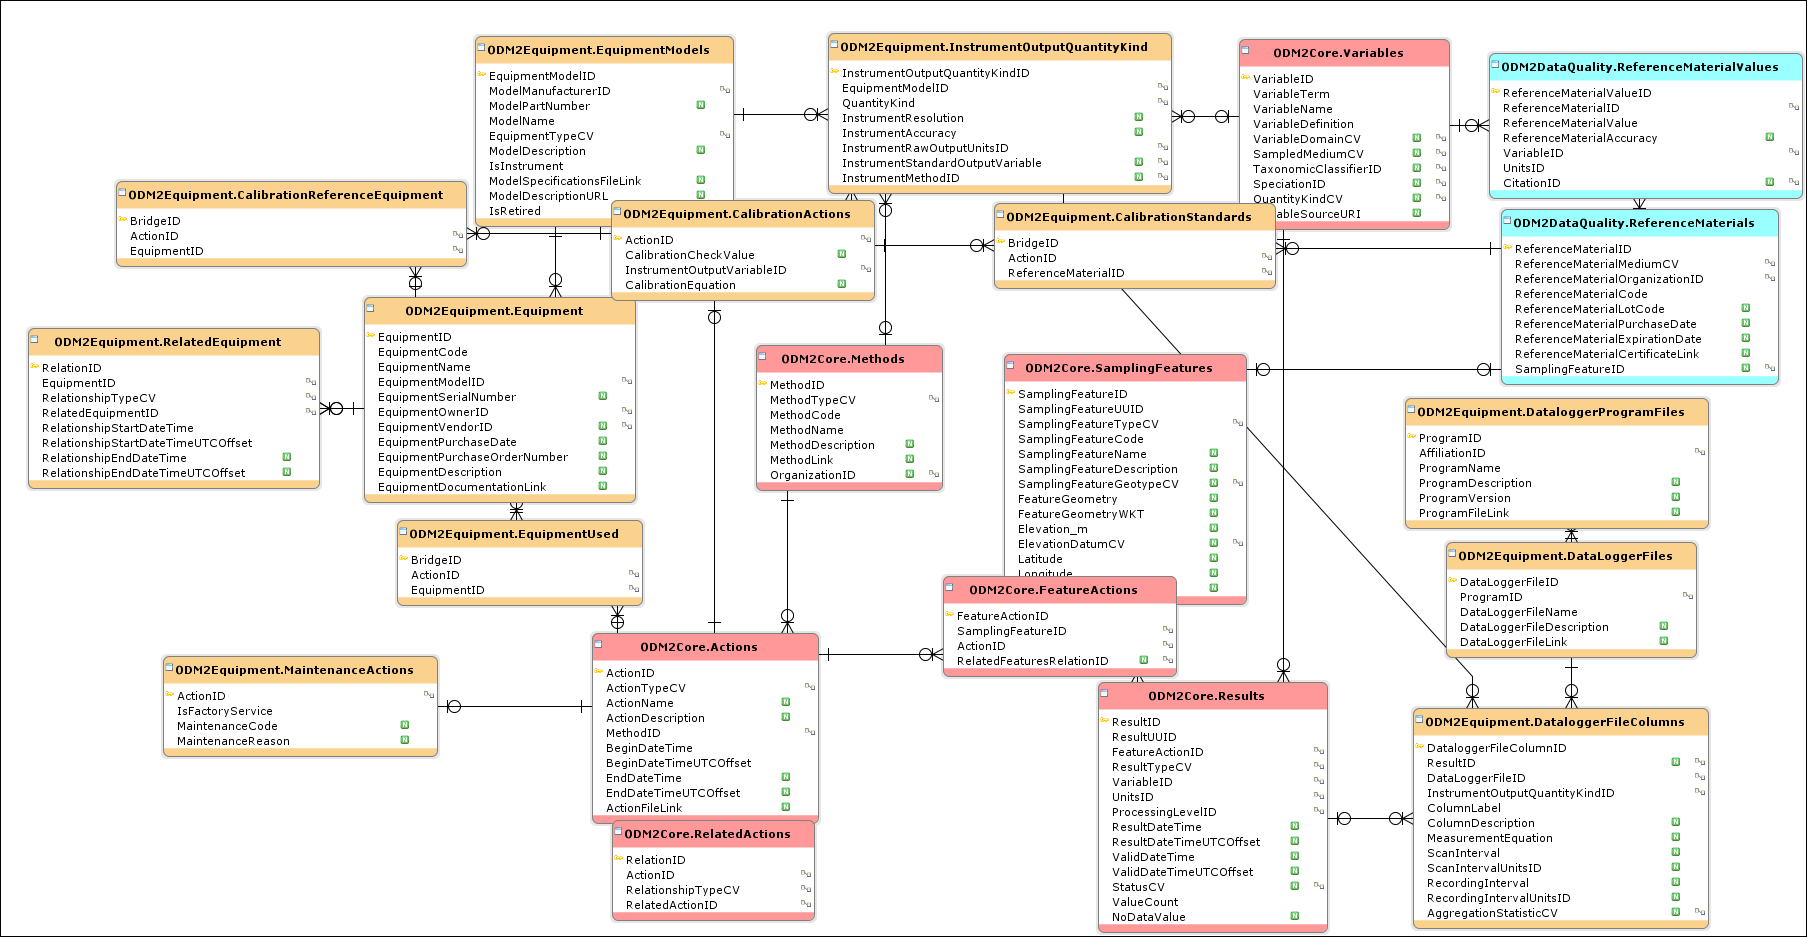 ODM2Equipment.EquipmentModels
EquipmentModelID
ModelManufacturerID
ModelPartNumber
ModelName
EquipmentTypeCV
ModelDescription
IsInstrument
ModelSpecificationsFileLink
ModelDescriptionURL
IsRetired
ODM2Equipment.InstrumentOutputQuantityKind
InstrumentOutputQuantityKindID
EquipmentModelID
QuantityKind
InstrumentResolution
InstrumentAccuracy
InstrumentRawOutputUnitsID
InstrumentStandardOutputVariable
InstrumentMethodID
ODM2Core.Variables
VariableID
VariableTerm
VariableName
VariableDefinition
VariableDomainCV
SampledMediumCV
TaxonomicClassifierID
SpeciationID
QuantityKindCV
ableSourceURI
ODM2DataQuality.ReferenceMaterialValues
ReferenceMaterialValueID
ReferenceMaterialID
ReferenceMaterialValue
ReferenceMaterialAccuracy
VariableID
UnitsID
CitationID
ODM2Equipment.CalibrationReferenceEquipment
BridgeID
ActionID
EquipmentID
ODM2Equipment.CalibrationActions
ActionID
CalibrationCheckValue
InstrumentOutputVariableID
CalibrationEquation
ODM2Equipment.CalibrationStandards
BridgeID
ActionID
ReferenceMaterialID
ODM2DataQuality.ReferenceMaterials
ReferenceMaterialID
ReferenceMaterialMediumCV
ReferenceMaterialOrganizationID
ReferenceMaterialCode
ReferenceMaterialLotCode
ReferenceMaterialPurchaseDate
ReferenceMaterialExpirationDate
ReferenceMaterialCertificateLink
SamplingFeatureID
ODM2Equipment.RelatedEquipment
RelationID
EquipmentID
RelationshipTypeCV
RelatedEquipmentID
RelationshipStartDateTime
RelationshipStartDateTimeUTCOffset
RelationshipEndDateTime
RelationshipEndDateTimeUTCOffset
ODM2Equipment.Equipment
EquipmentID
EquipmentCode
EquipmentName
EquipmentModelID
EquipmentSerialNumber
EquipmentOwnerID
EquipmentVendorID
EquipmentPurchaseDate
EquipmentPurchaseOrderNumber
EquipmentDescription
EquipmentDocumentationLink
ODM2Core.Methods
MethodID
MethodTypeCV
MethodCode
MethodName
MethodDescription
MethodLink
OrganizationID
ODM2Core.SamplingFeatures
SamplingFeatureID
SamplingFeatureUUID
SamplingFeatureTypeCV
SamplingFeatureCode
SamplingFeatureName
SamplingFeatureDescription
SamplingFeatureGeotypeCV
FeatureGeometry
FeatureGeometryWKT
Elevation_m
ElevationDatumCV
Latitude
Longitude
ODM2Equipment.DataloggerProgramFiles
ProgramID
AffiliationID
ProgramName
ProgramDescription
ProgramVersion
ProgramFileLink
ODM2Equipment.EquipmentUsed
BridgeID
ActionID
EquipmentID
ODM2Equipment.DataLoggerFiles
DataLoggerFileID
ProgramID
DataLoggerFileName
DataLoggerFileDescription
DataLoggerFileLink
ODM2Core.FeatureActions
FeatureActionID
SamplingFeatureID
ActionID
RelatedFeaturesRelationID
ODM2Equipment.MaintenanceActions
ActionID
IsFactoryService
MaintenanceCode
MaintenanceReason
ODM2Core.Actions
ActionID
ActionTypeCV
ActionName
ActionDescription
MethodID
BeginDateTime
BeginDateTimeUTCOffset
EndDateTime
EndDateTimeUTCOffset
ActionFileLink
ODM2Core.RelatedActions
RelationID
ActionID
RelationshipTypeCV
RelatedActionID
ODM2Core.Results
ResultID
ResultUUID
FeatureActionID
ResultTypeCV
VariableID
UnitsID
ProcessingLevelID
ResultDateTime
ResultDateTimeUTCOffset
ValidDateTime
ValidDateTimeUTCOffset
StatusCV
ValueCount
NoDataValue
ODM2Equipment.DataloggerFileColumns
DataloggerFileColumnID
ResultID
DataLoggerFileID
InstrumentOutputQuantityKindID
ColumnLabel
ColumnDescription
MeasurementEquation
ScanInterval
ScanIntervalUnitsID
RecordingInterval
RecordingIntervalUnitsID
AggregationStatisticCV